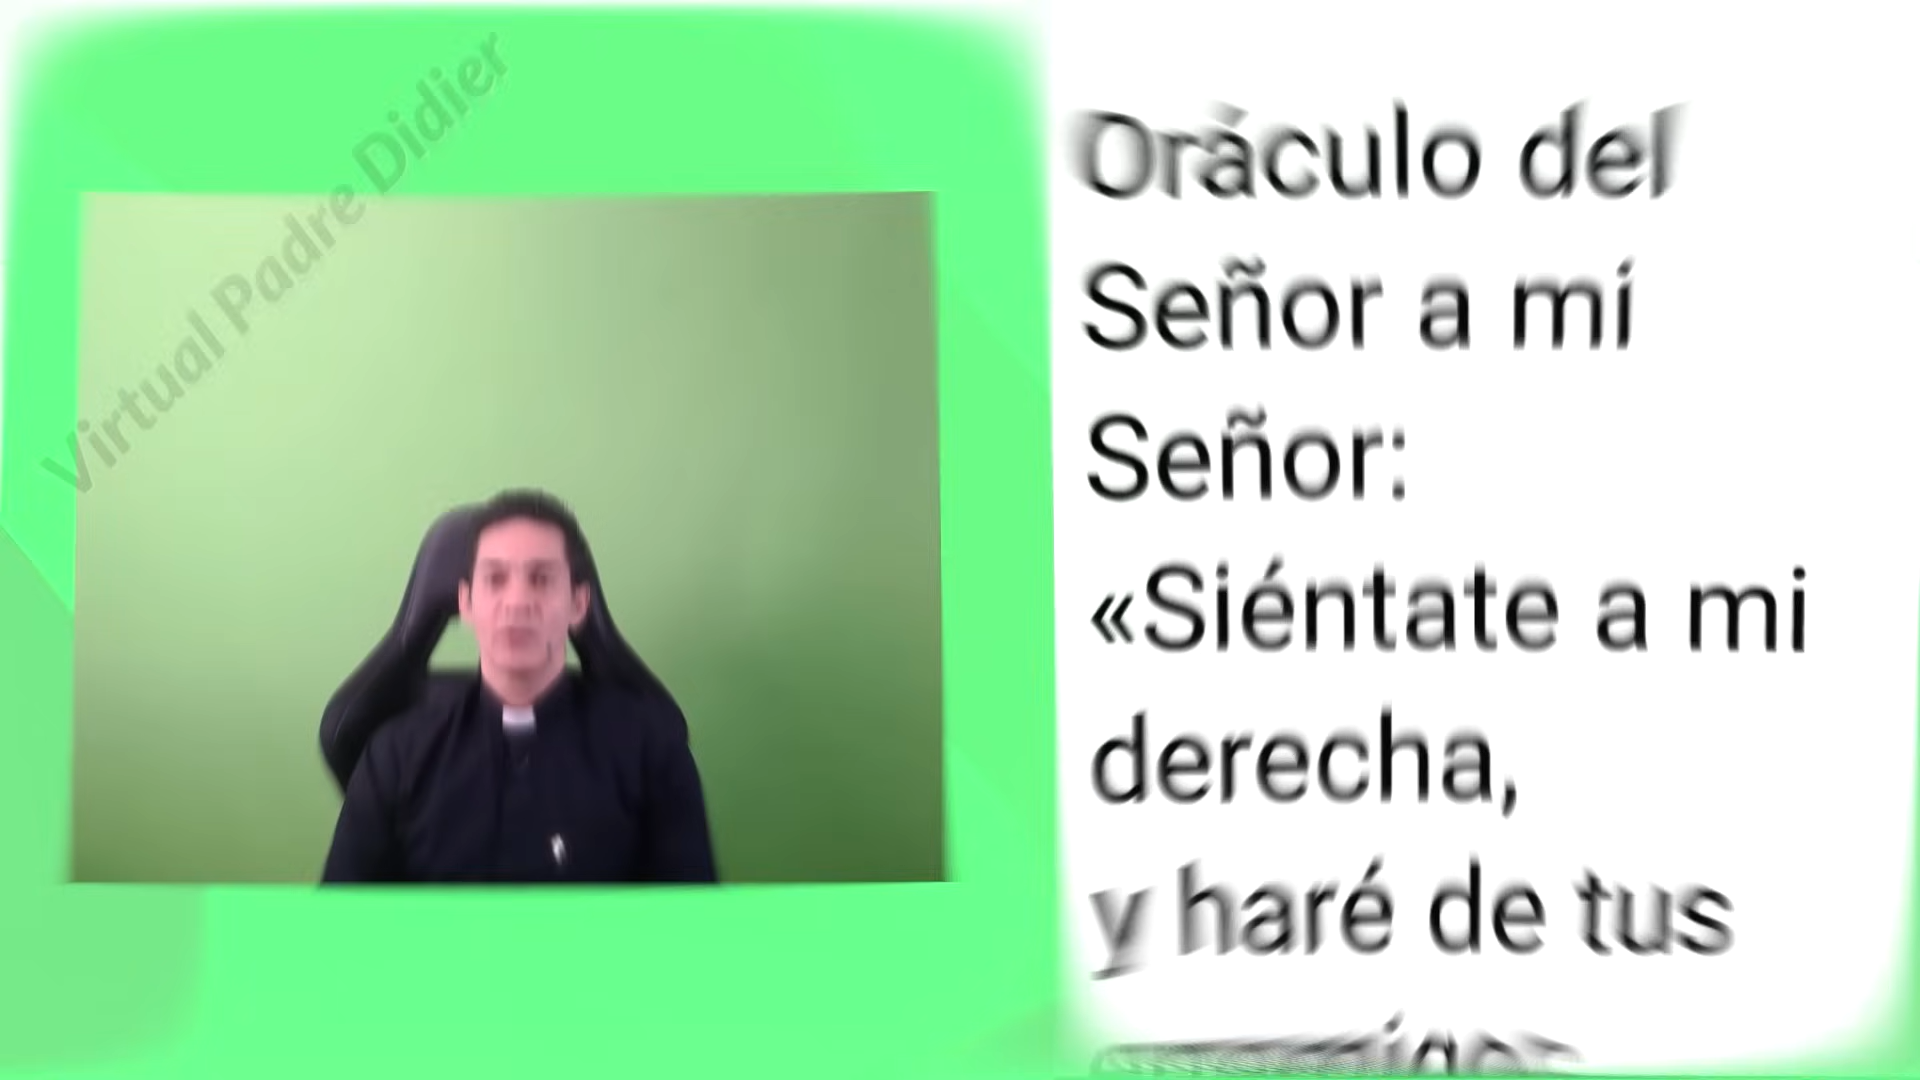 Virtual Padre Didier
Oráculo del
Señor a mi
Señor:
«Siéntate a mi
derecha,
y haré de tus